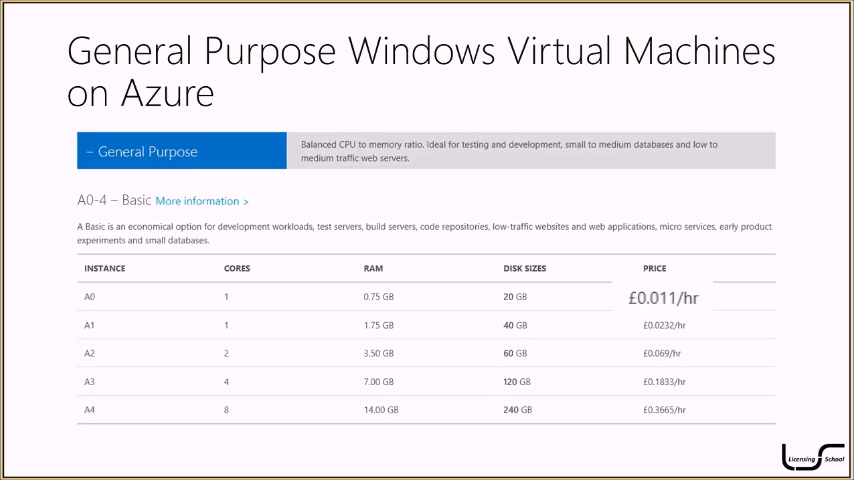 General Purpose Windows Virtual Machines
on Azure
– General Purpose
Balanced CPU to memory ratio. Ideal for testing and development, small to medium databases and low to
medium traffic web servers.
A0-4 – Basic More information >
A Basic is an economical option for development workloads, test servers, build servers, code repositories, low-traffic websites and web applications, micro services, early product
experiments and small databases.
INSTANCE CORES RAM DISK SIZES PRICE
A0 1 0.75 GB 20 GB £0.011/hr
A1 1 1.75 GB 40 GB £0.0232/hr
A2 2 3.50 GB 60 GB £0.069/hr
A3 4 7.00 GB 120 GB £0.1833/hr
A4 8 14.00 GB 240 GB £0.3665/hr
Licensing School